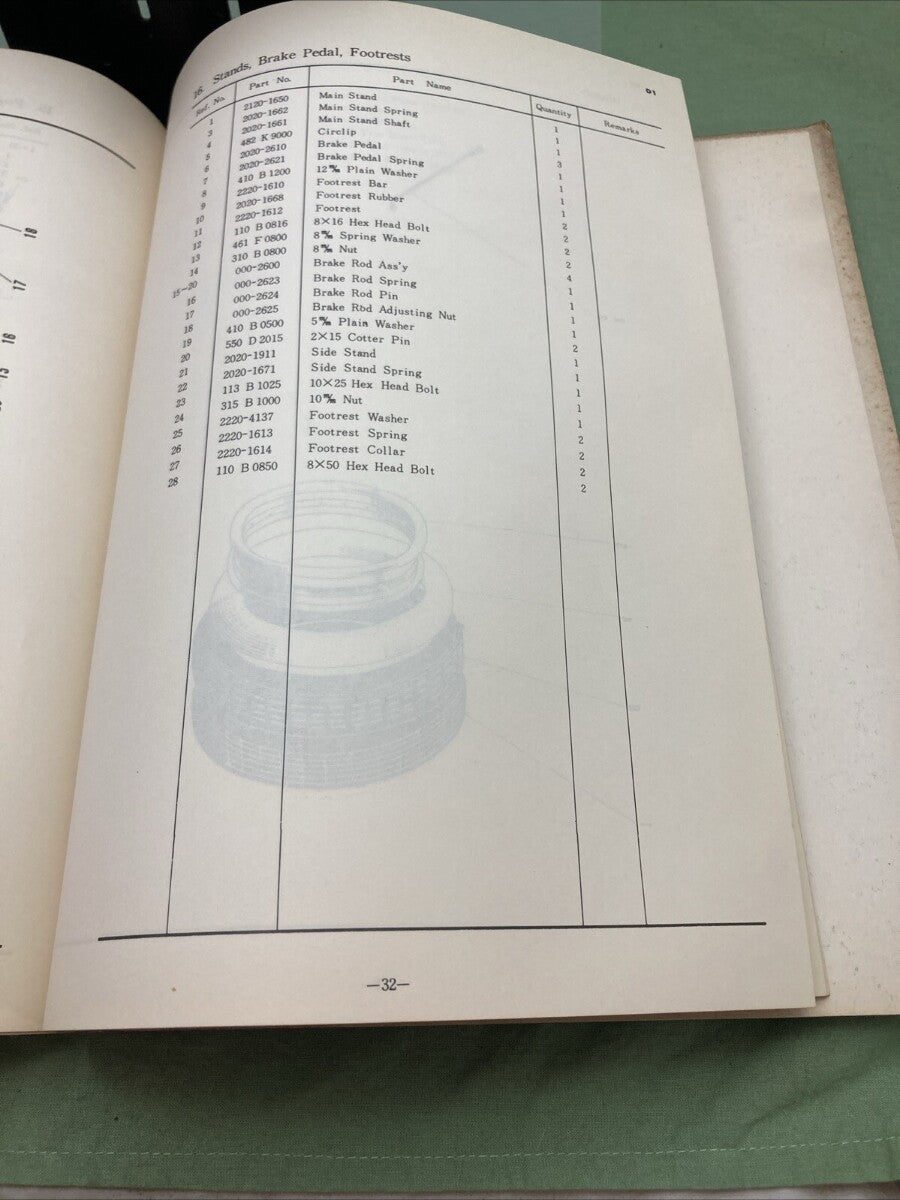 18
17
16
16. Stands, Brake Pedal, Footrests
Ref. No. Part No. Part Name Quantity Remarks
1 2120-1650 Main Stand 1
3 2020-1662 Main Stand Spring 1
4 2020-1661 Main Stand Shaft 1
5 482 K 9000 Circlip 3
6 2020-2610 Brake Pedal 1
7 2020-2621 Brake Pedal Spring 1
8 410 B 1200 12㎜ Plain Washer 1
9 2220-1610 Footrest Bar 1
10 2020-1668 Footrest Rubber 2
11 2220-1612 Footrest 2
12 110 B 0816 8×16 Hex Head Bolt 2
13 461 F 0800 8㎜ Spring Washer 2
14 310 B 0800 8㎜ Nut 4
15-20 000-2600 Brake Rod Ass'y 1
16 000-2623 Brake Rod Spring 1
17 000-2624 Brake Rod Pin 1
18 000-2625 Brake Rod Adjusting Nut 1
19 410 B 0500 5㎜ Plain Washer 2
20 550 D 2015 2×15 Cotter Pin 1
21 2020-1911 Side Stand 1
22 2020-1671 Side Stand Spring 1
23 113 B 1025 10×25 Hex Head Bolt 1
24 315 B 1000 10㎜ Nut 1
25 2220-4137 Footrest Washer 2
26 2220-1613 Footrest Spring 2
27 2220-1614 Footrest Collar 2
28 110 B 0850 8×50 Hex Head Bolt 2
—32—